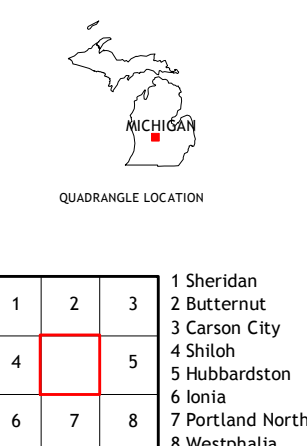 MICHIGAN
QUADRANGLE LOCATION
1 2 3
4 5
6 7 8
1 Sheridan
2 Butternut
3 Carson City
4 Shiloh
5 Hubbardston
6 Ionia
7 Portland North
8 Westphalia